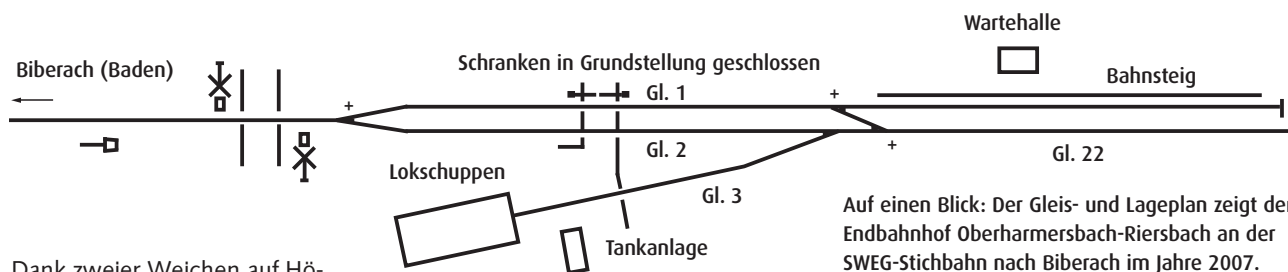 Wartehalle
Biberach (Baden)
Schranken in Grundstellung geschlossen
Bahnsteig
Gl. 1
Gl. 2
Gl. 22
Lokschuppen
Gl. 3
Tankanlage
Auf einen Blick: Der Gleis- und Lageplan zeigt den
Endbahnhof Oberharmersbach-Riersbach an der
SWEG-Stichbahn nach Biberach im Jahre 2007.
Dank zweier Weichen auf Hö-